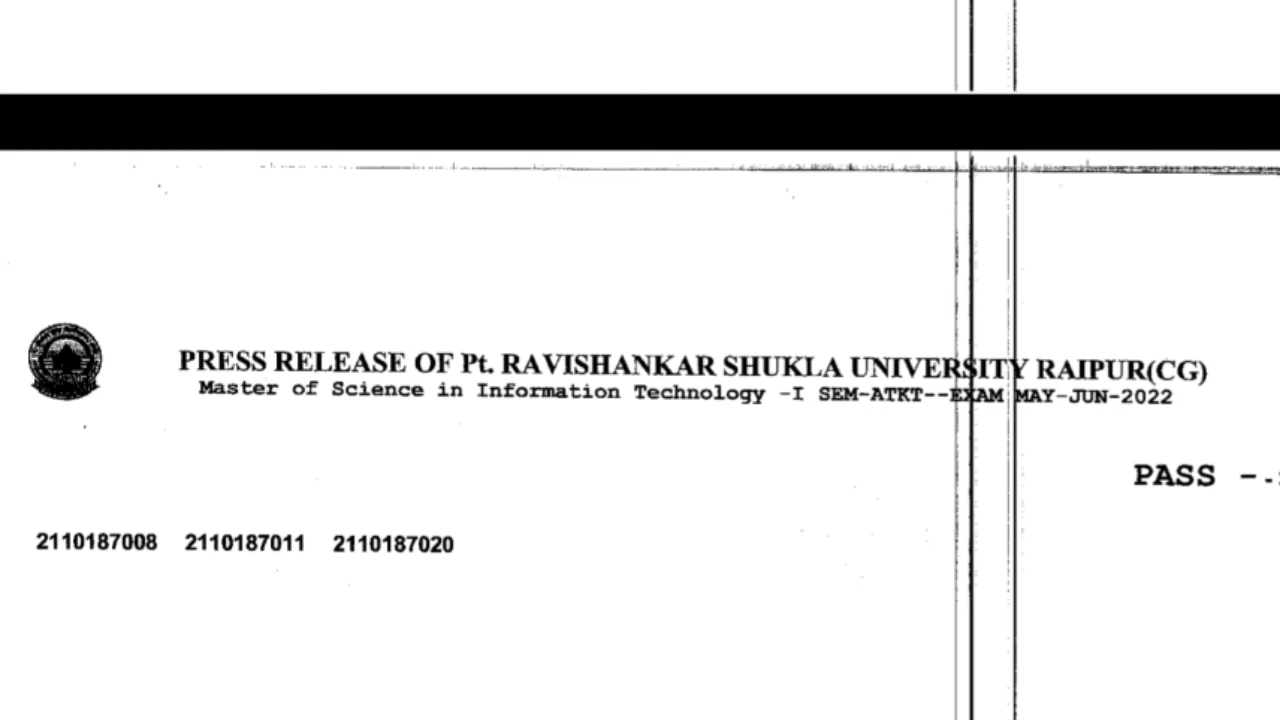 PRESS RELEASE OF Pt. RAVISHANKAR SHUKLA UNIVERSITY RAIPUR(CG)
Master of Science in Information Technology -I SEM-ATKT--EXAM MAY-JUN-2022
PASS -
2110187008 2110187011 2110187020